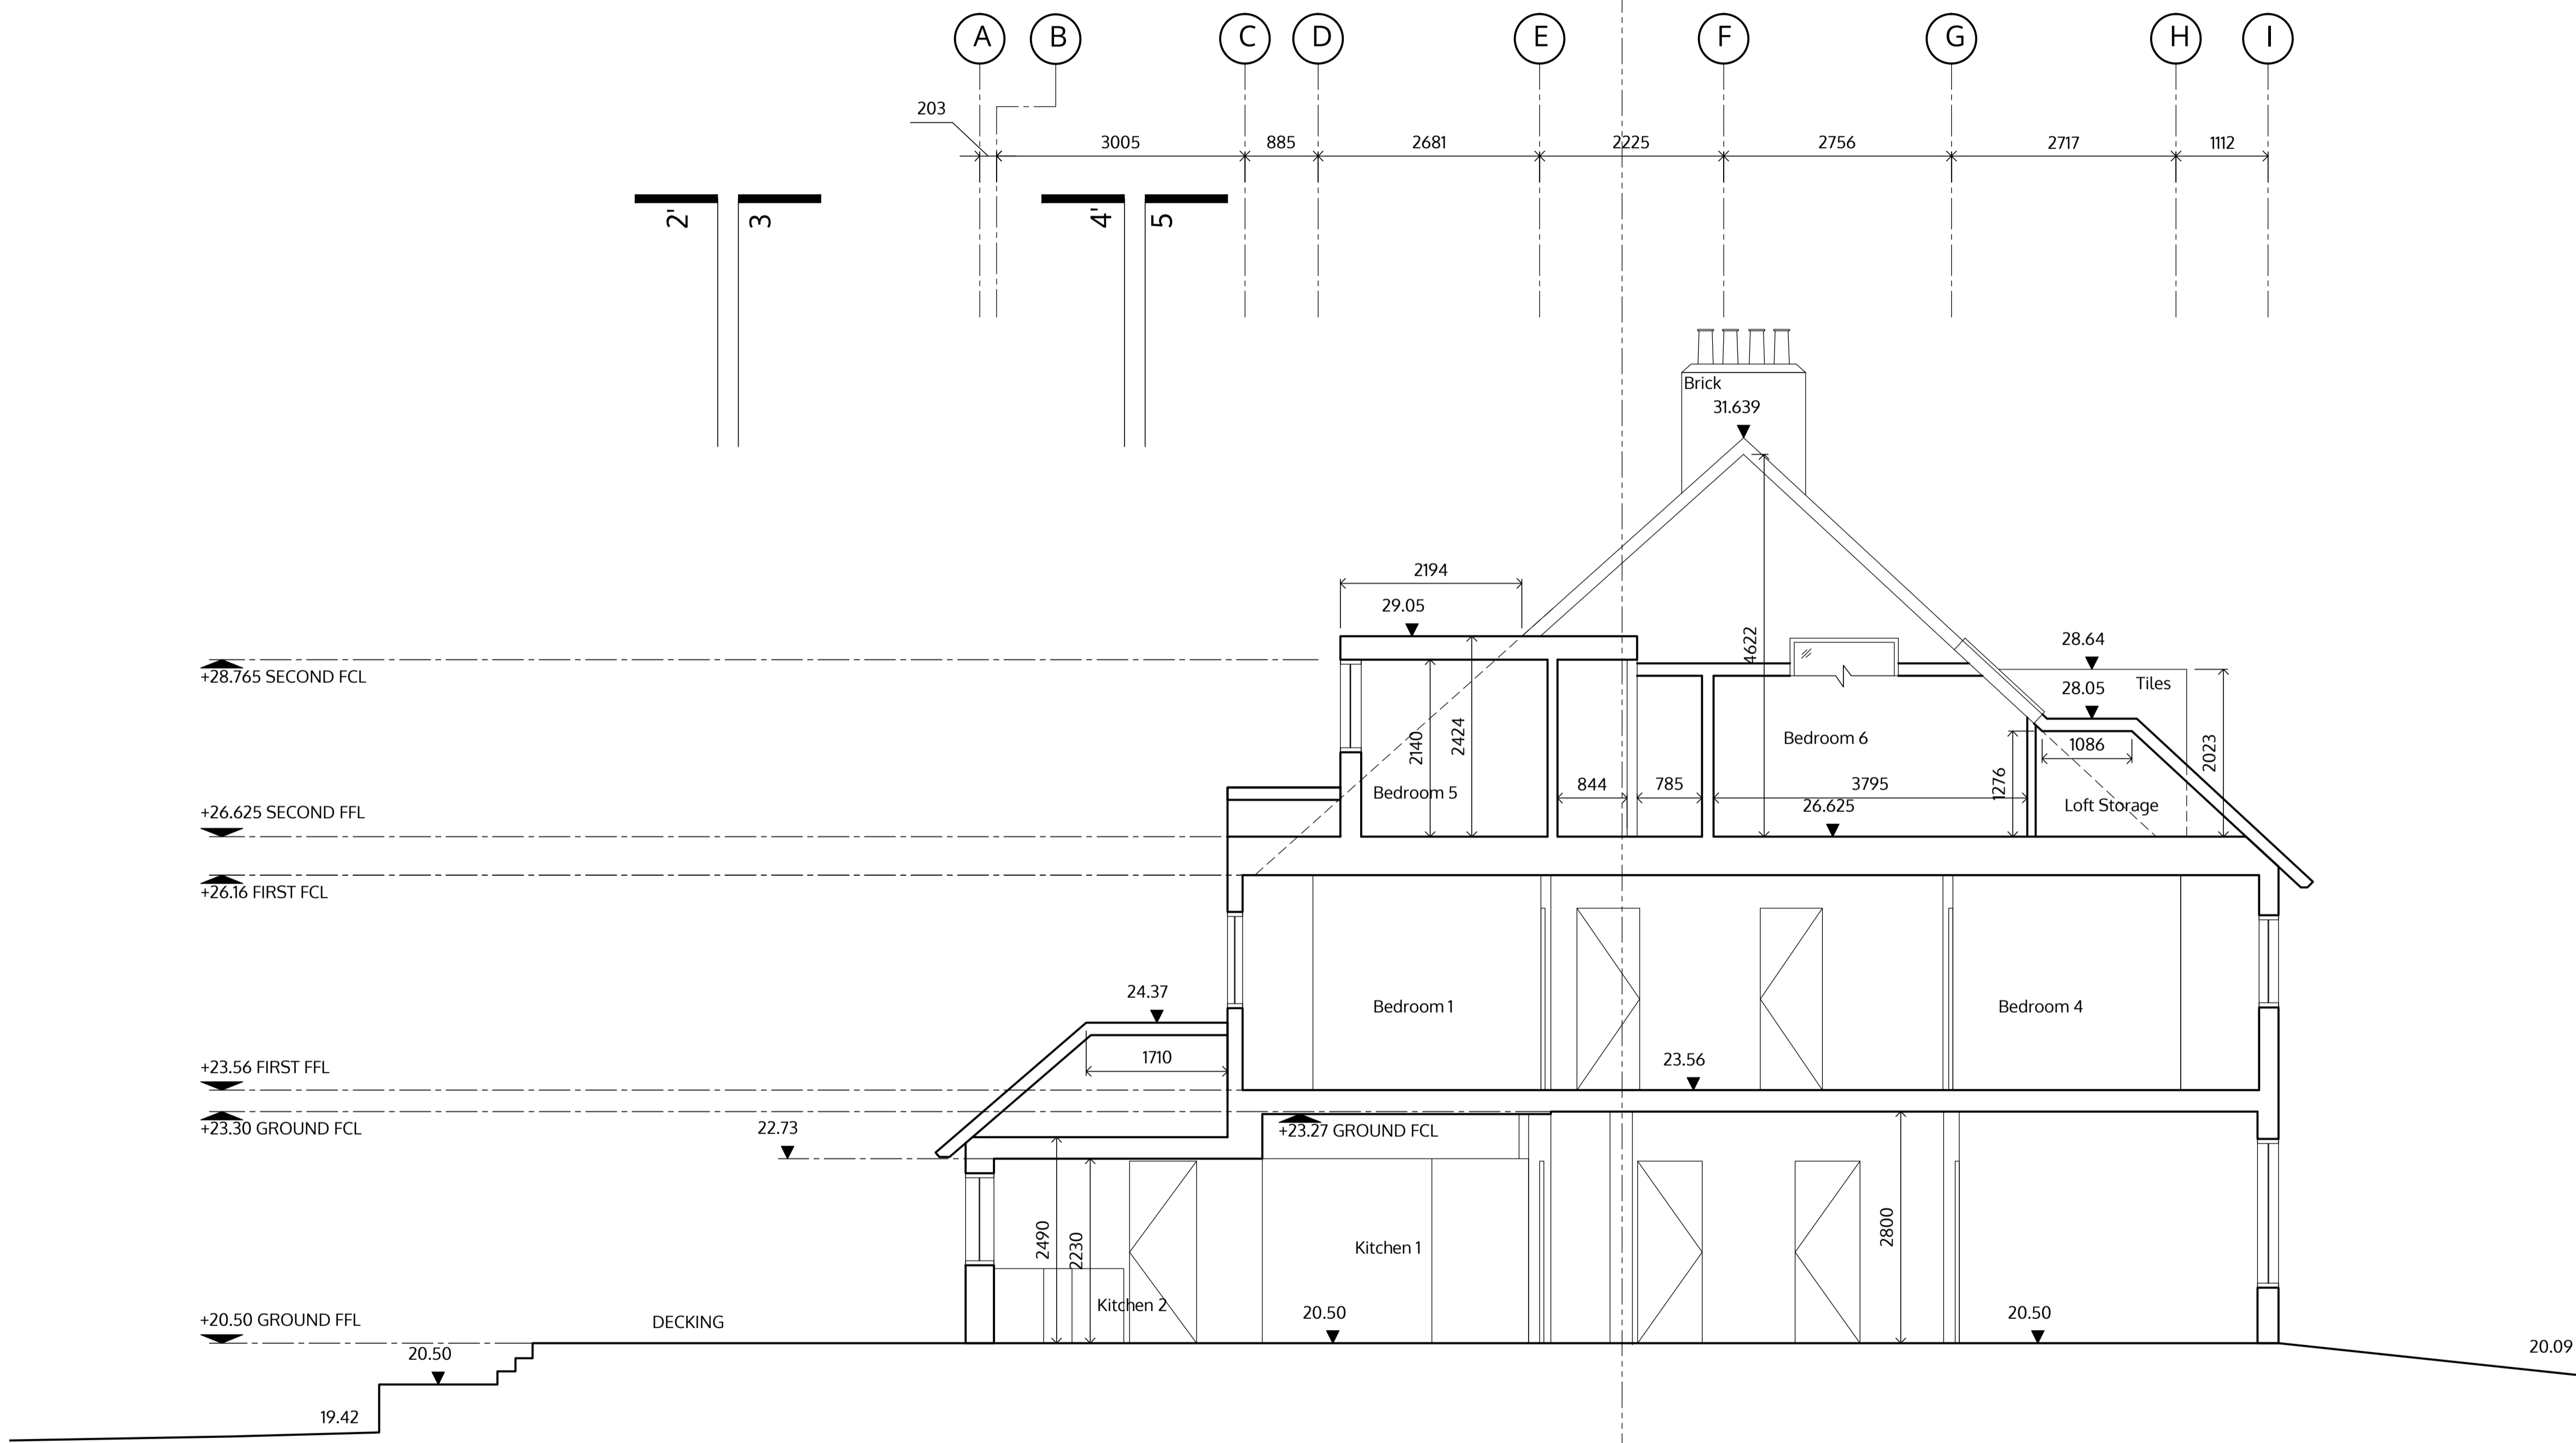 A B C D E F G H I
203
3005 885 2681 2225 2756 2717 1112
2' 3 4' 5
Brick
31.639
2194
29.05
4622
28.64
+28.765 SECOND FCL
Tiles
28.05
2140
2424
Bedroom 6
1086
2023
Bedroom 5
844 785 3795
1276
26.625
Loft Storage
+26.625 SECOND FFL
+26.16 FIRST FCL
24.37
Bedroom 1
Bedroom 4
1710
23.56
+23.56 FIRST FFL
+23.30 GROUND FCL
22.73
+23.27 GROUND FCL
2490
2230
2800
Kitchen 1
Kitchen 2
20.50
20.50
+20.50 GROUND FFL
DECKING
20.50
20.09
19.42